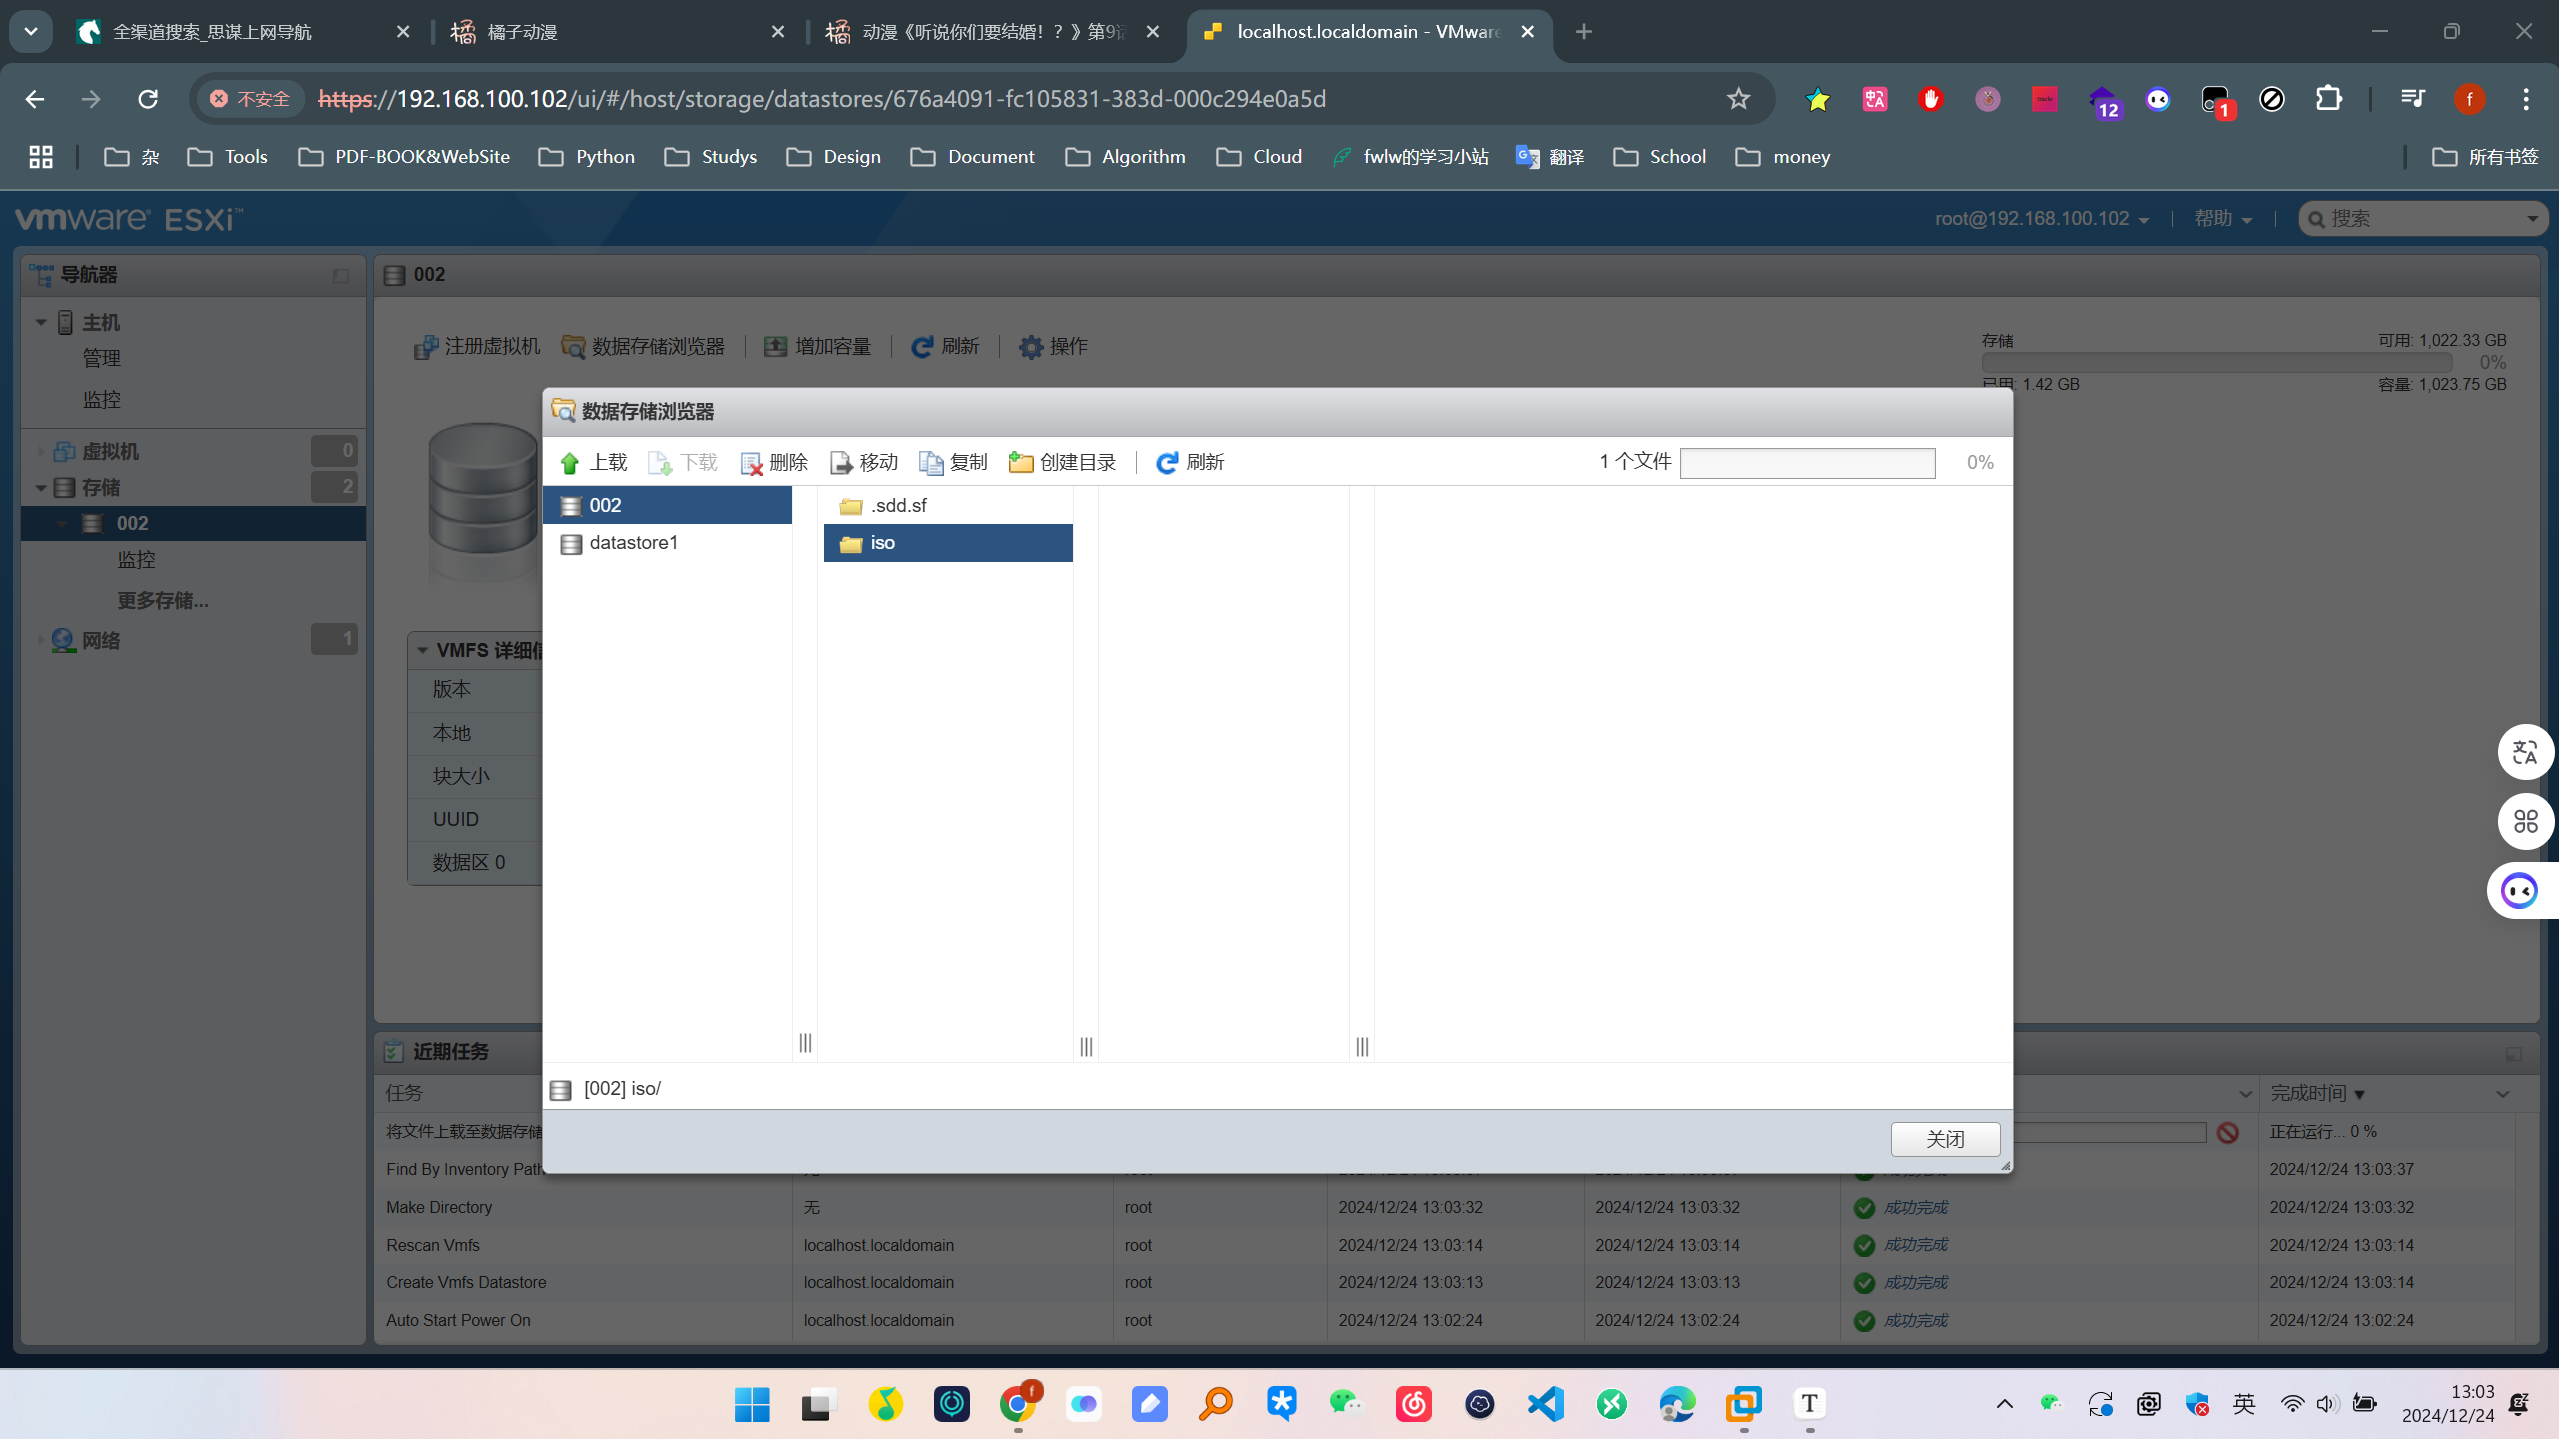 全渠道搜索_思谋上网导航
橘子动漫
动漫《听说你们要结婚！？》第9话
localhost.localdomain - VMware
不安全
https://192.168.100.102/ui/#/host/storage/datastores/676a4091-fc105831-383d-000c294e0a5d
12
1
f
杂
Tools
PDF-BOOK&WebSite
Python
Studys
Design
Document
Algorithm
Cloud
fwlw的学习小站
翻译
School
money
所有书签
vmware ESXi™
root@192.168.100.102
帮助
搜索
导航器
主机
管理
监控
虚拟机 0
存储 2
002
监控
更多存储...
网络 1
002
注册虚拟机
数据存储浏览器
增加容量
刷新
操作
存储
可用: 1,022.33 GB
0%
已用: 1.42 GB
容量: 1,023.75 GB
VMFS 详细信
版本
本地
块大小
UUID
数据区 0
数据存储浏览器
上载
下载
删除
移动
复制
创建目录
刷新
1 个文件
0%
002
datastore1
.sdd.sf
iso
[002] iso/
关闭
近期任务
任务
完成时间 ▼
将文件上载至数据存储
正在运行... 0 %
Find By Inventory Path
2024/12/24 13:03:37
Make Directory 无 root 2024/12/24 13:03:32 2024/12/24 13:03:32 成功完成 2024/12/24 13:03:32
Rescan Vmfs localhost.localdomain root 2024/12/24 13:03:14 2024/12/24 13:03:14 成功完成 2024/12/24 13:03:14
Create Vmfs Datastore localhost.localdomain root 2024/12/24 13:03:13 2024/12/24 13:03:13 成功完成 2024/12/24 13:03:14
Auto Start Power On localhost.localdomain root 2024/12/24 13:02:24 2024/12/24 13:02:24 成功完成 2024/12/24 13:02:24
英
13:03
2024/12/24